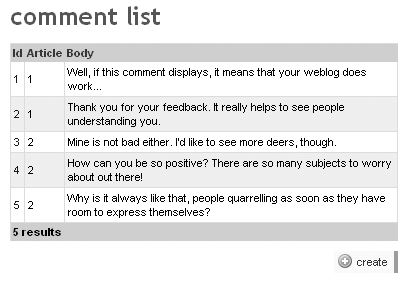 comment list
Id Article Body
1 1 Well, if this comment displays, it means that your weblog does
work...
2 1 Thank you for your feedback. It really helps to see people
understanding you.
3 2 Mine is not bad either. I'd like to see more deers, though.
4 2 How can you be so positive? There are so many subjects to worry
about out there!
5 2 Why is it always like that, people quarrelling as soon as they have
room to express themselves?
5 results
create